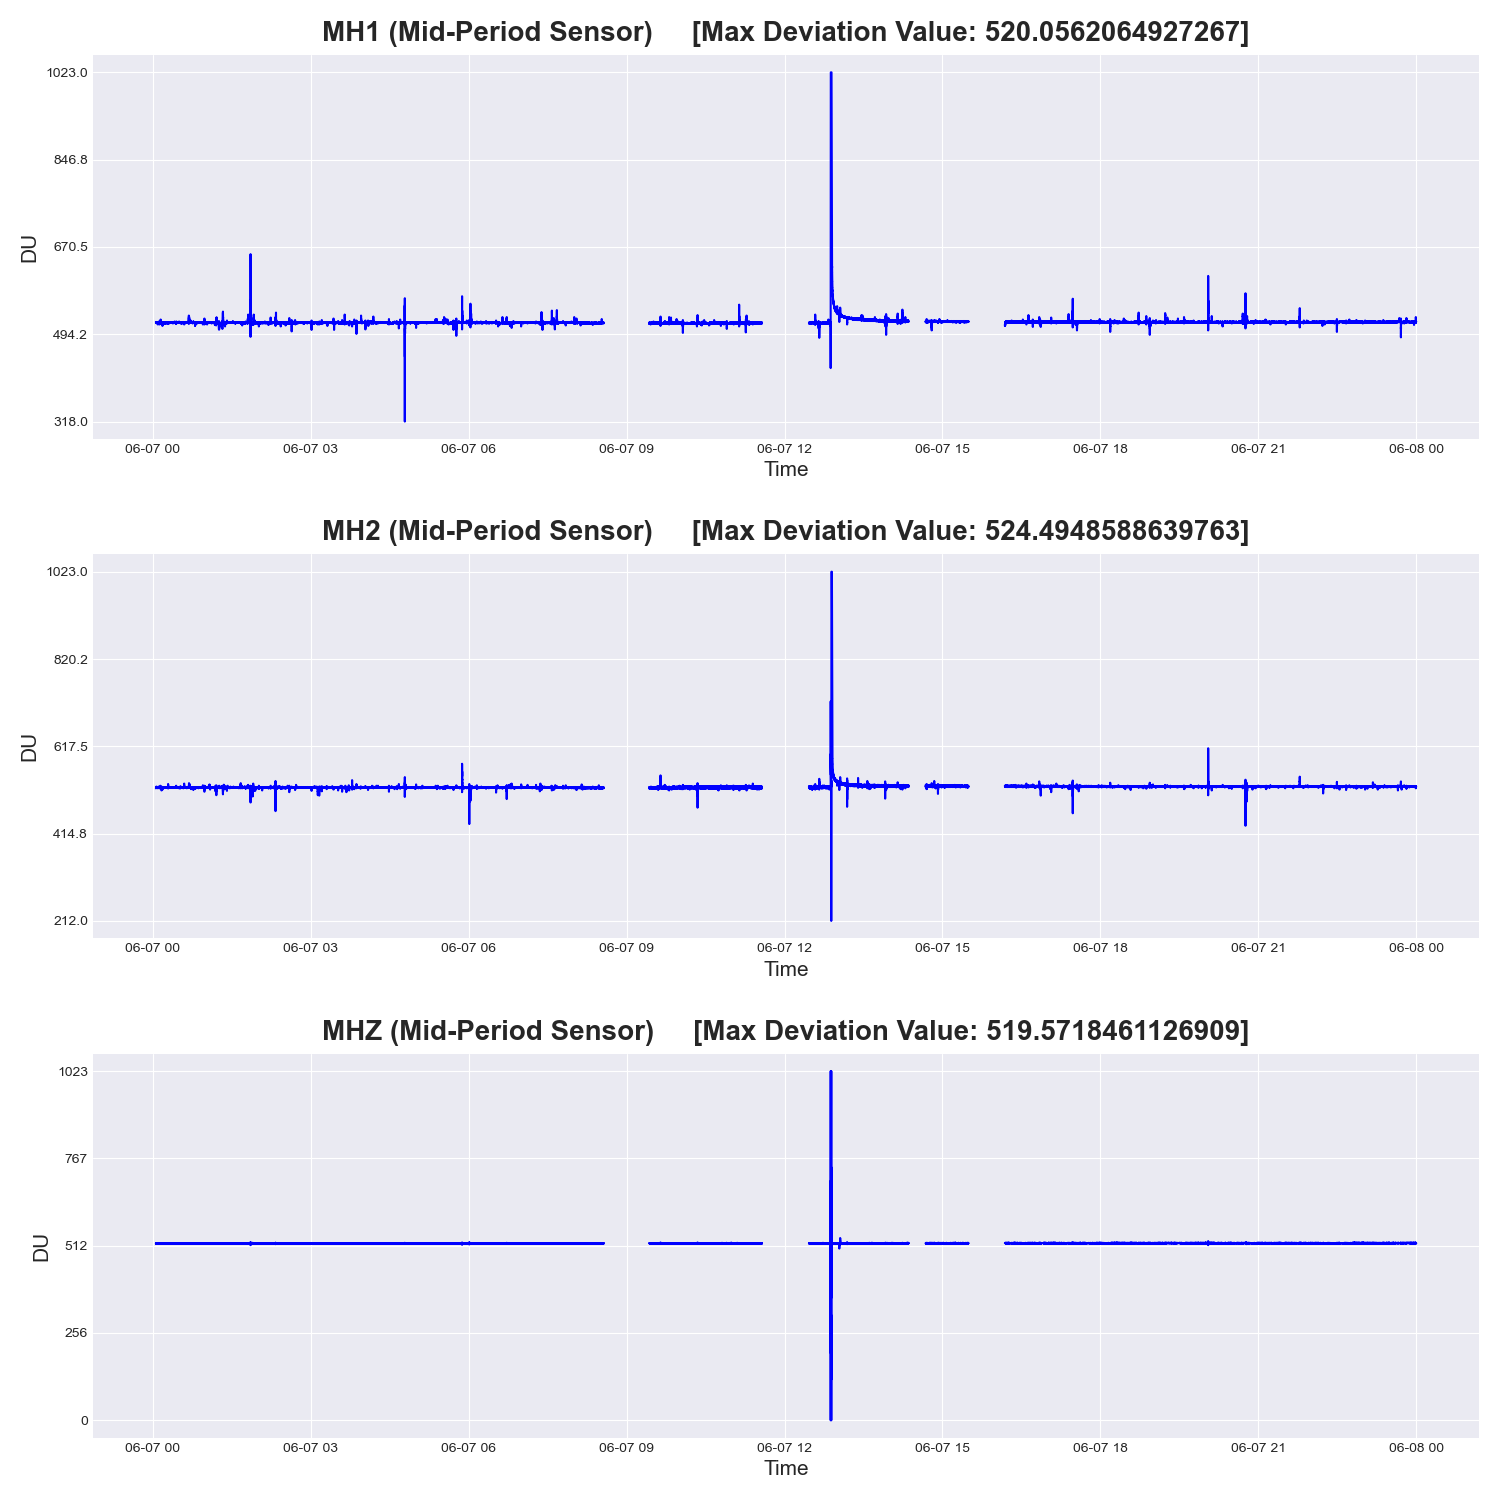 MH1 (Mid-Period Sensor) [Max Deviation Value: 520.0562064927267]
1023.0
846.8
670.5
494.2
318.0
DU
06-07 00 06-07 03 06-07 06 06-07 09 06-07 12 06-07 15 06-07 18 06-07 21 06-08 00
Time
MH2 (Mid-Period Sensor) [Max Deviation Value: 524.4948588639763]
1023.0
820.2
617.5
414.8
212.0
DU
06-07 00 06-07 03 06-07 06 06-07 09 06-07 12 06-07 15 06-07 18 06-07 21 06-08 00
Time
MHZ (Mid-Period Sensor) [Max Deviation Value: 519.5718461126909]
1023
767
512
256
0
DU
06-07 00 06-07 03 06-07 06 06-07 09 06-07 12 06-07 15 06-07 18 06-07 21 06-08 00
Time